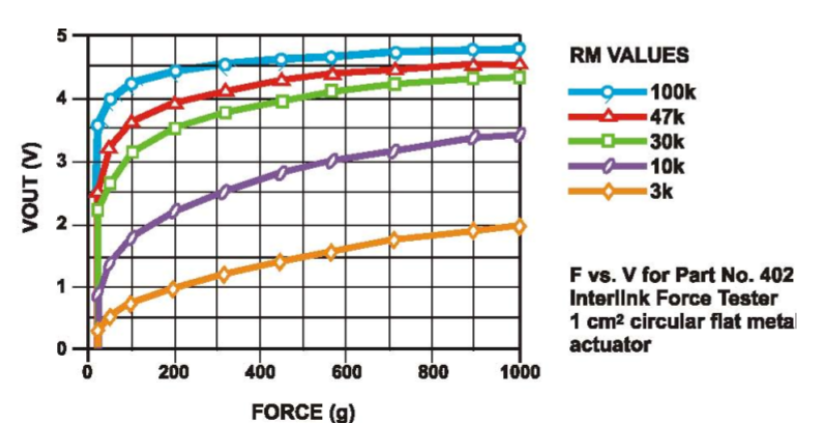 5
4
3
2
1
0
VOUT (V)
0 200 400 600 800 1000
FORCE (g)
RM VALUES
100k
47k
30k
10k
3k
F vs. V for Part No. 402
Interlink Force Tester
1 cm² circular flat metal
actuator